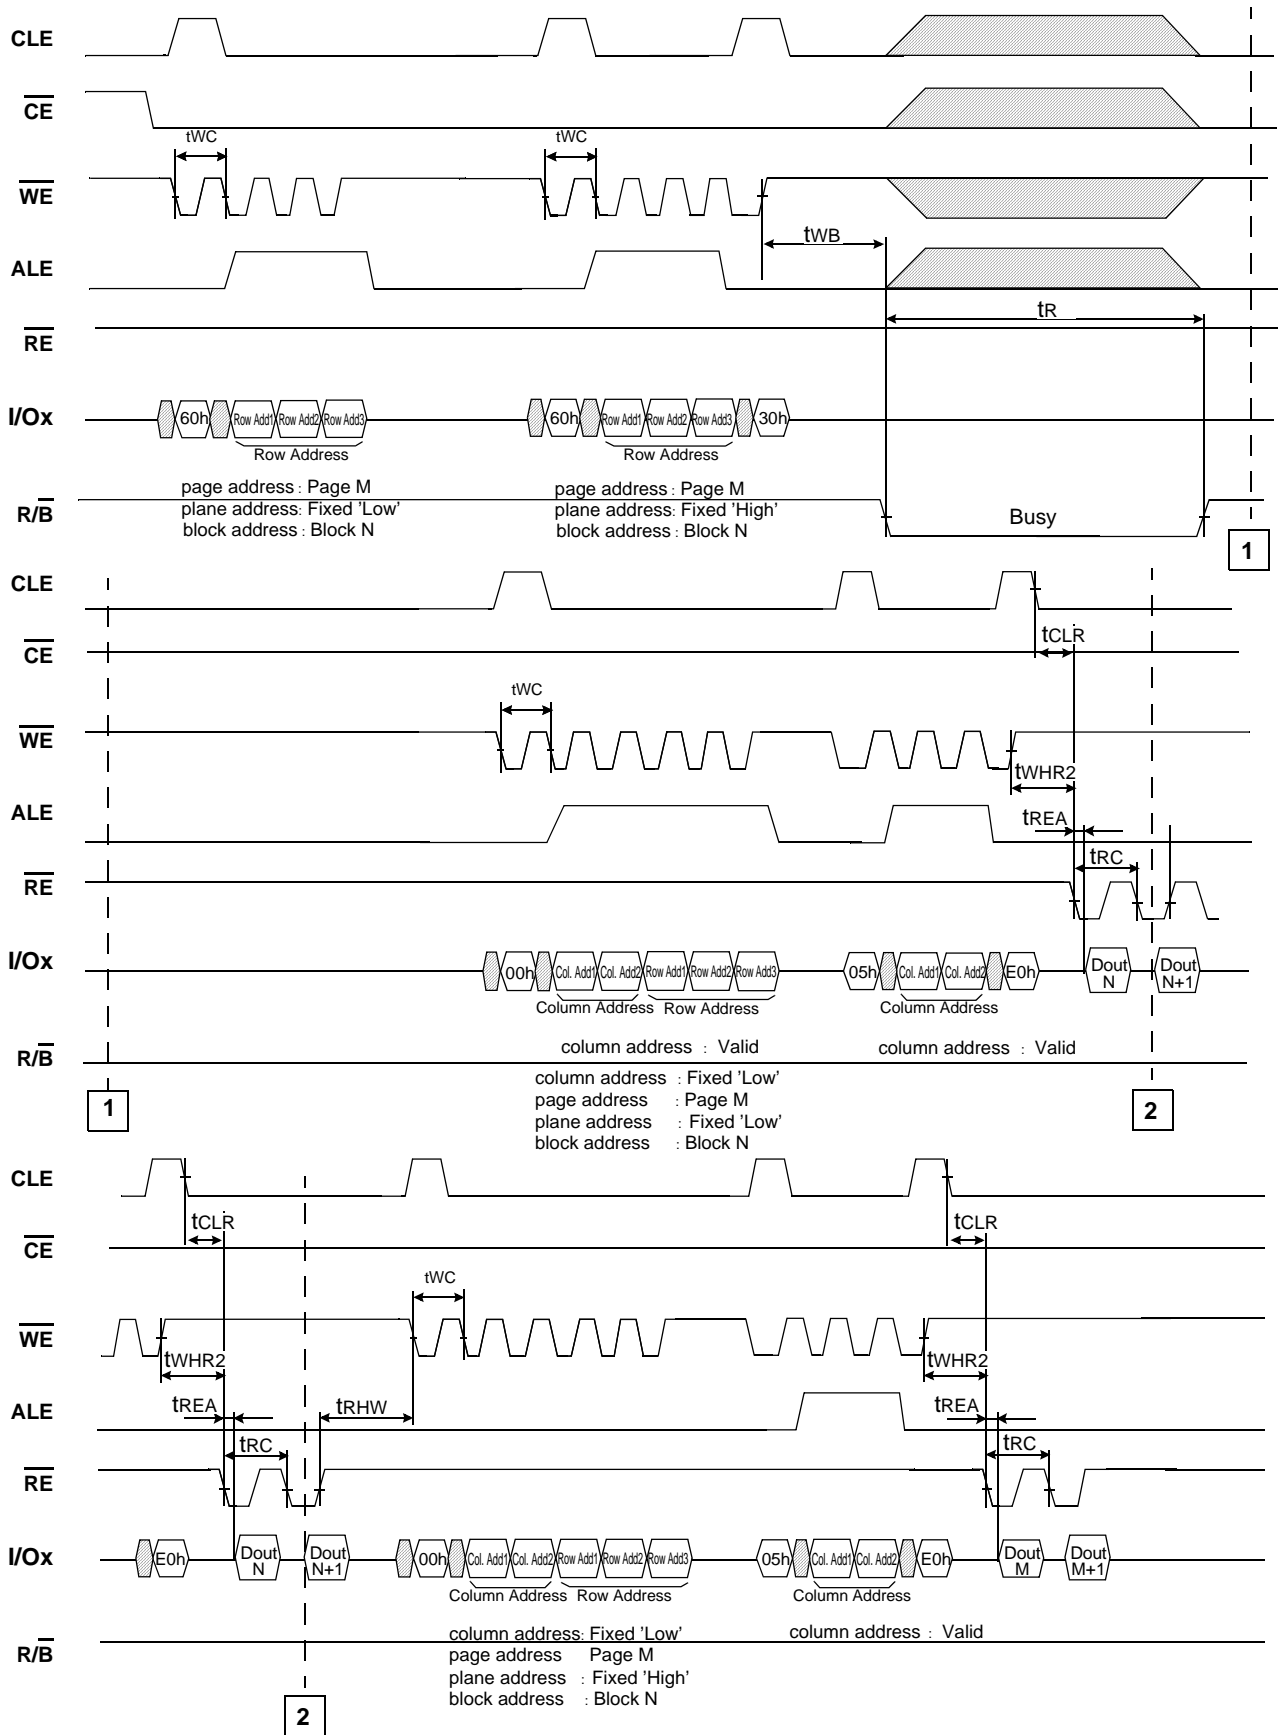 CLE
CE
tWC tWC
WE
tWB
ALE
tR
RE
I/Ox 60h Row Add1 Row Add2 Row Add3 60h Row Add1 Row Add2 Row Add3 30h
Row Address Row Address
page address : Page M page address : Page M
plane address: Fixed 'Low' plane address: Fixed 'High'
block address : Block N block address : Block N
R/B Busy
1
CLE
tCLR
CE
tWC
WE
tWHR2
ALE
tREA
tRC
RE
I/Ox 00h Col. Add1 Col. Add2 Row Add1 Row Add2 Row Add3 05h Col. Add1 Col. Add2 E0h Dout N Dout N+1
Column Address Row Address Column Address
column address : Valid column address : Valid
R/B
column address : Fixed 'Low'
page address : Page M
plane address : Fixed 'Low'
block address : Block N
1 2
CLE
tCLR tCLR
CE
tWC
WE
tWHR2 tWHR2
ALE
tREA tRHW tREA
tRC tRC
RE
I/Ox E0h Dout N Dout N+1 00h Col. Add1 Col. Add2 Row Add1 Row Add2 Row Add3 05h Col. Add1 Col. Add2 E0h Dout M Dout M+1
Column Address Row Address Column Address
column address: Fixed 'Low' column address : Valid
R/B
page address Page M
plane address : Fixed 'High'
block address : Block N
2